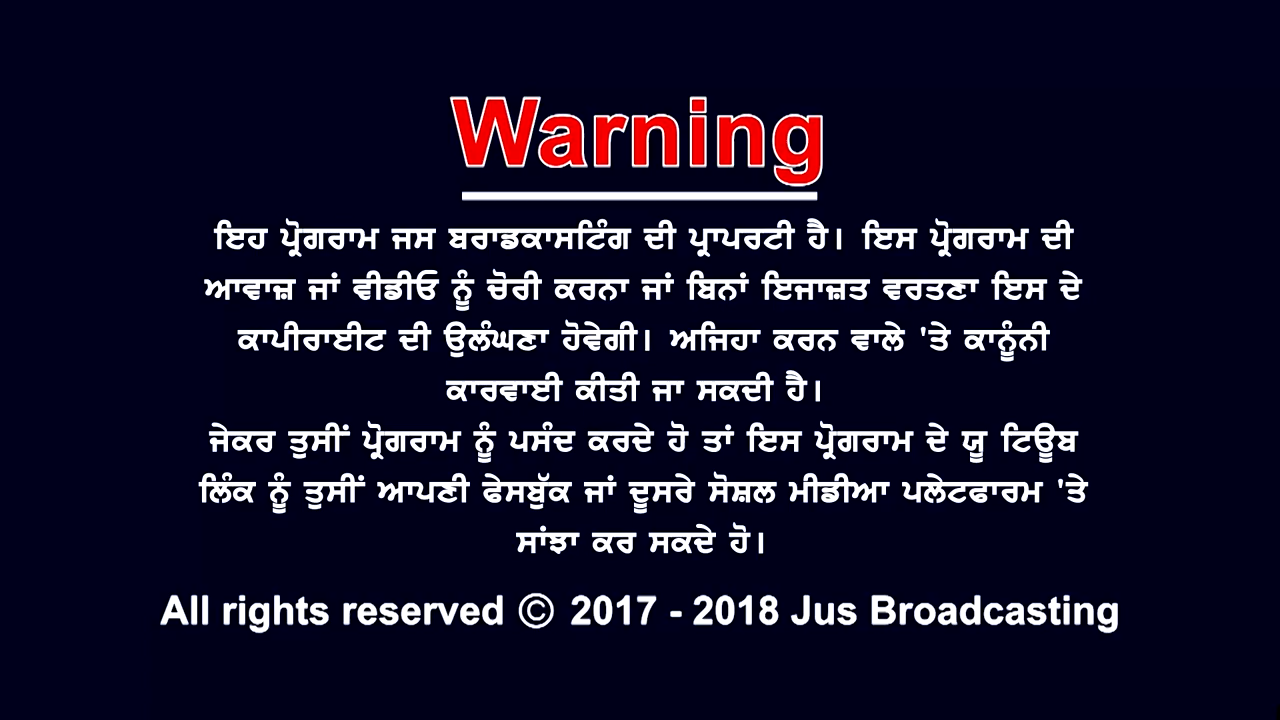 Warning
ਇਹ ਪ੍ਰੋਗਰਾਮ ਜਸ ਬਰਾਡਕਾਸਟਿੰਗ ਦੀ ਪ੍ਰਾਪਰਟੀ ਹੈ। ਇਸ ਪ੍ਰੋਗਰਾਮ ਦੀ
ਆਵਾਜ਼ ਜਾਂ ਵੀਡੀਓ ਨੂੰ ਚੋਰੀ ਕਰਨਾ ਜਾਂ ਬਿਨਾਂ ਇਜਾਜ਼ਤ ਵਰਤਣਾ ਇਸ ਦੇ
ਕਾਪੀਰਾਈਟ ਦੀ ਉਲੰਘਣਾ ਹੋਵੇਗੀ। ਅਜਿਹਾ ਕਰਨ ਵਾਲੇ 'ਤੇ ਕਾਨੂੰਨੀ
ਕਾਰਵਾਈ ਕੀਤੀ ਜਾ ਸਕਦੀ ਹੈ।
ਜੇਕਰ ਤੁਸੀਂ ਪ੍ਰੋਗਰਾਮ ਨੂੰ ਪਸੰਦ ਕਰਦੇ ਹੋ ਤਾਂ ਇਸ ਪ੍ਰੋਗਰਾਮ ਦੇ ਯੂ ਟਿਊਬ
ਲਿੰਕ ਨੂੰ ਤੁਸੀਂ ਆਪਣੀ ਫੇਸਬੁੱਕ ਜਾਂ ਦੂਸਰੇ ਸੋਸ਼ਲ ਮੀਡੀਆ ਪਲੇਟਫਾਰਮ 'ਤੇ
ਸਾਂਝਾ ਕਰ ਸਕਦੇ ਹੋ।
All rights reserved © 2017 - 2018 Jus Broadcasting